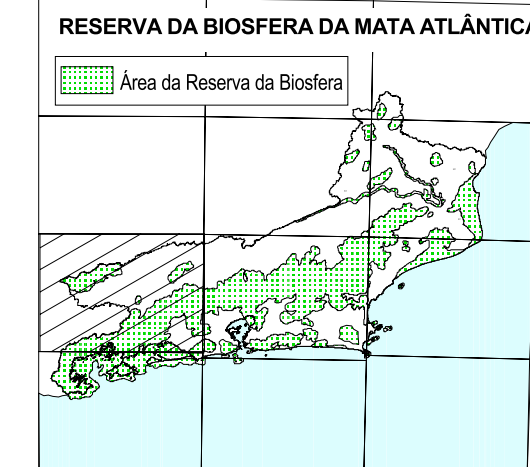 RESERVA DA BIOSFERA DA MATA ATLÂNTICA
Área da Reserva da Biosfera